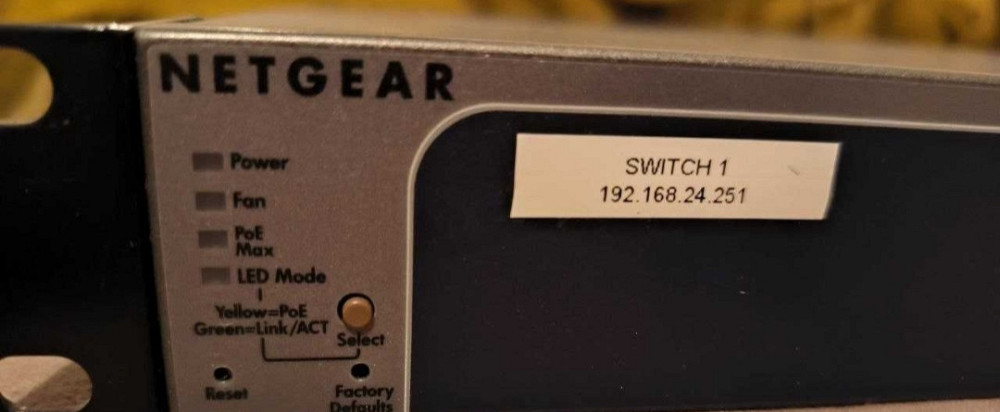 NETGEAR
SWITCH 1
192.168.24.251
Power
Fan
PoE
Max
LED Mode
Yellow=PoE
Green=Link/ACT
Select
Reset
Factory
Defaults